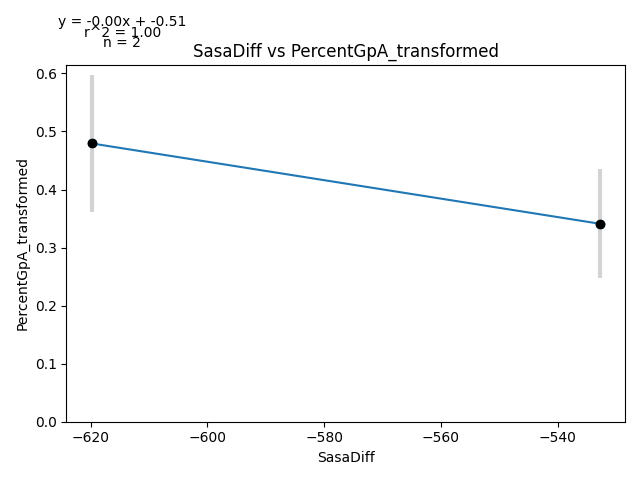 y = -0.00x + -0.51
r^2 = 1.00
n = 2
SasaDiff vs PercentGpA_transformed
PercentGpA_transformed
0.6
0.5
0.4
0.3
0.2
0.1
0.0
−620
−600
−580
−560
−540
SasaDiff